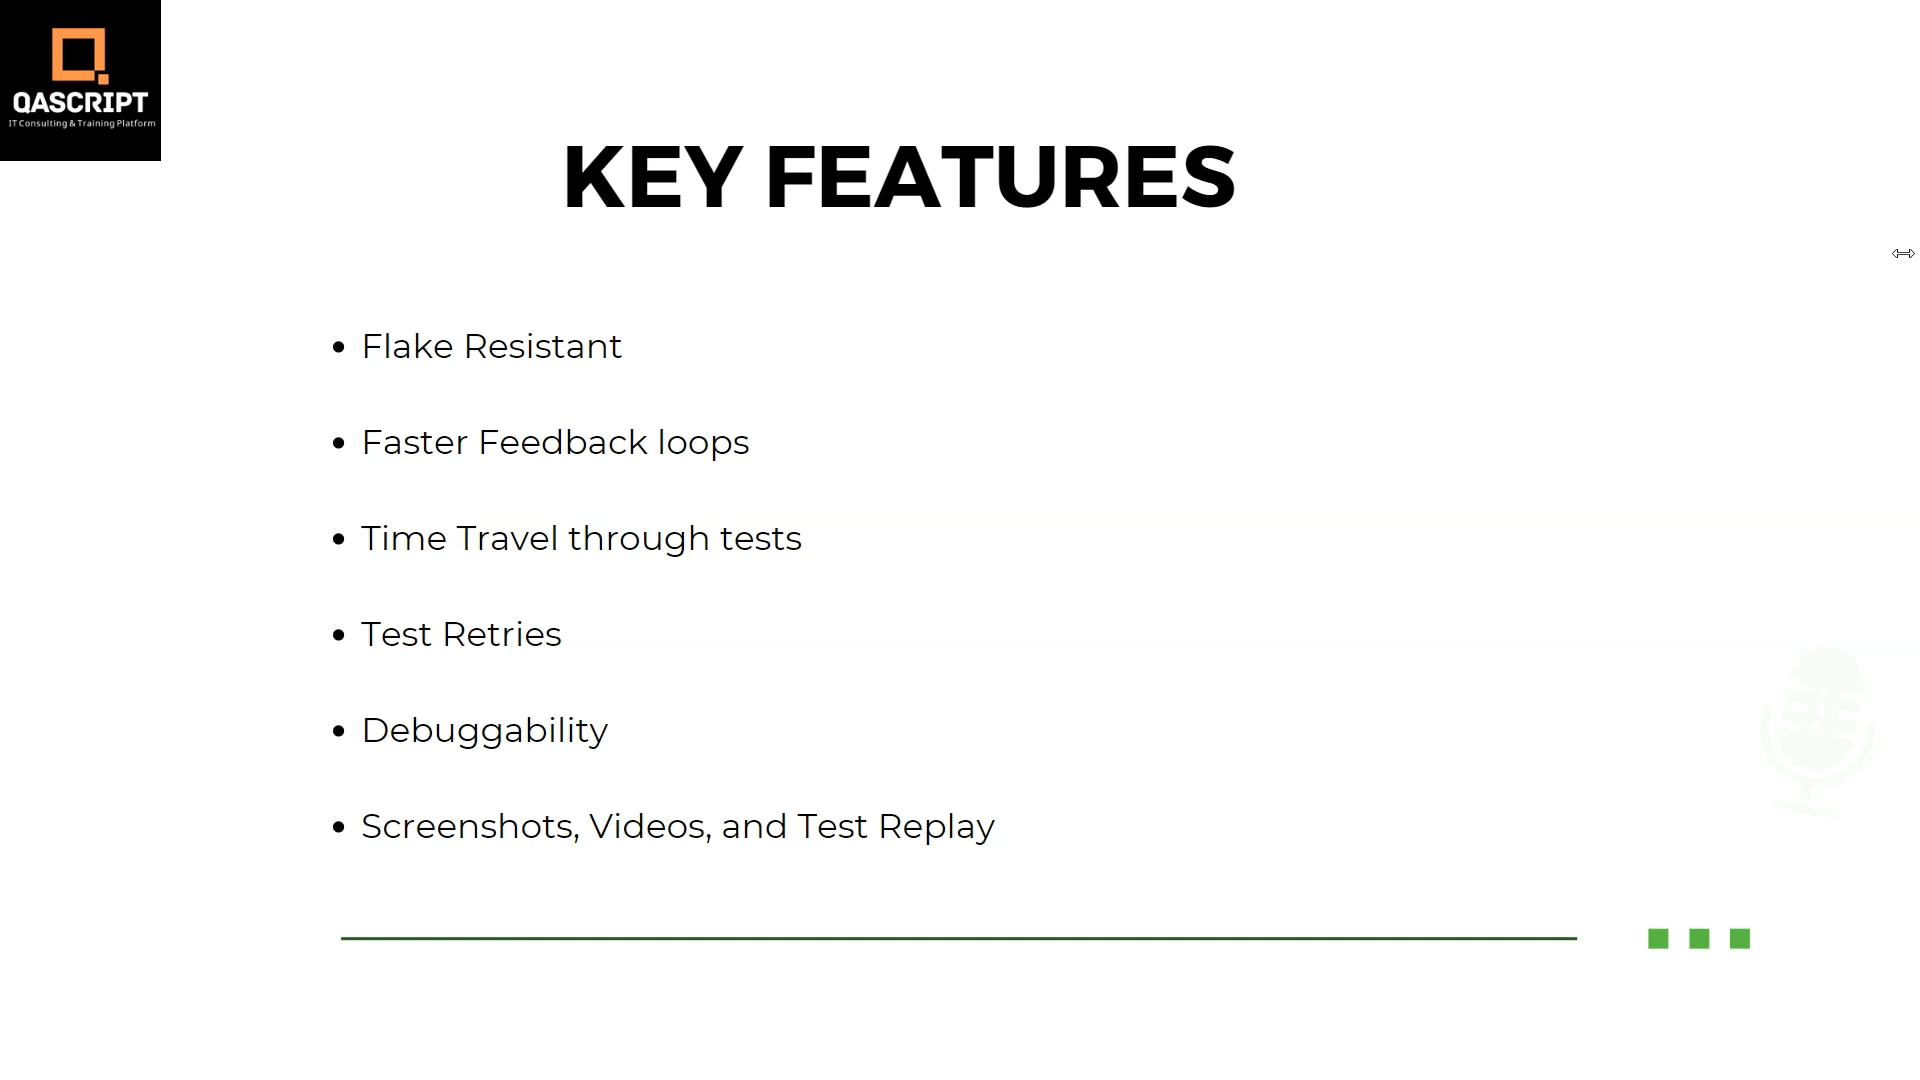 QASCRIPT
IT Consulting & Training Platform
KEY FEATURES
• Flake Resistant
• Faster Feedback loops
• Time Travel through tests
• Test Retries
• Debuggability
• Screenshots, Videos, and Test Replay